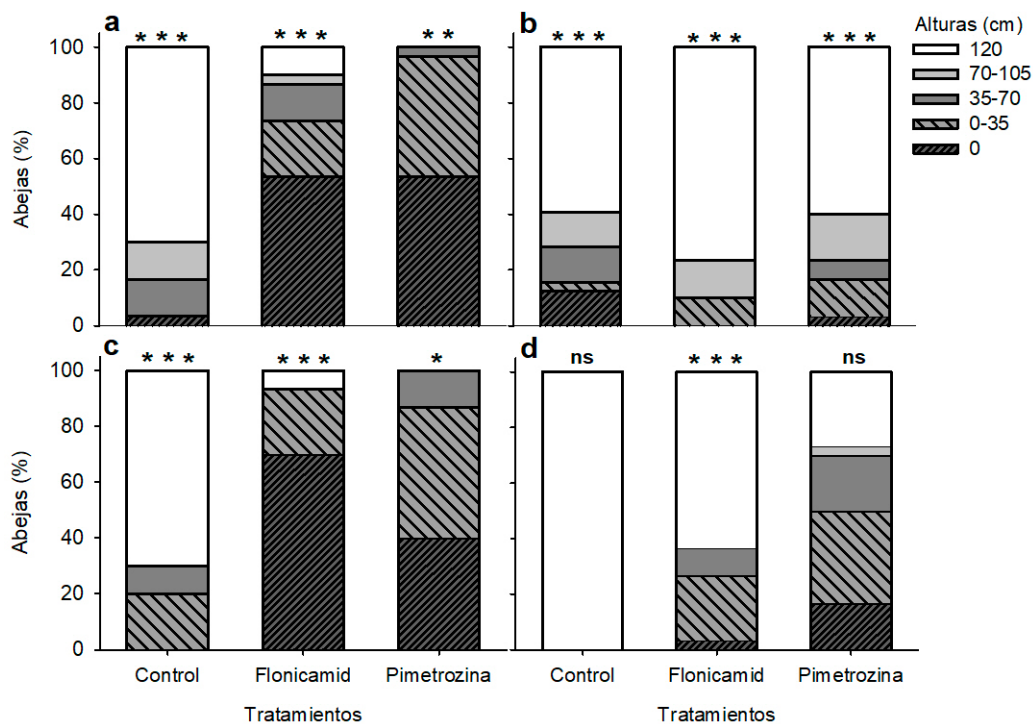 a
* * *
* * *
* *
b
* * *
* * *
* * *
Alturas (cm)
120
70-105
35-70
0-35
0
100
80
60
40
20
0
Abejas (%)
c
* * *
* * *
*
d
ns
* * *
ns
100
80
60
40
20
0
Abejas (%)
Control Flonicamid Pimetrozina
Tratamientos
Control Flonicamid Pimetrozina
Tratamientos